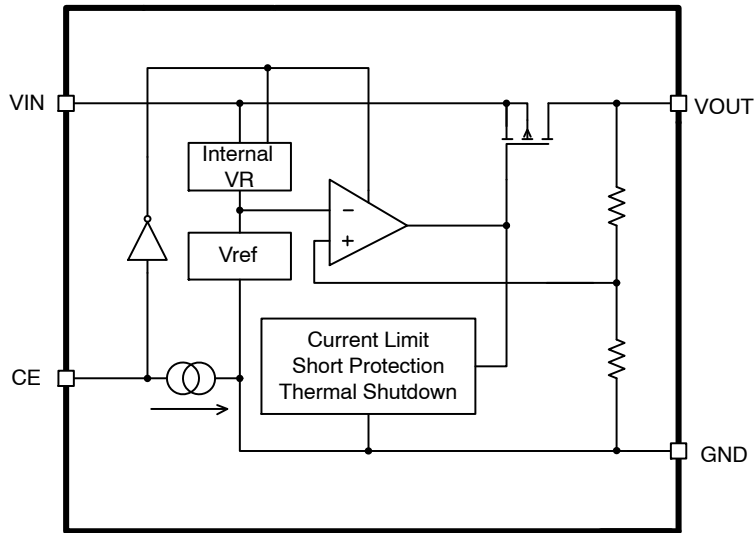 VIN
VOUT
Internal
VR
−
+
Vref
Current Limit
Short Protection
Thermal Shutdown
CE
GND